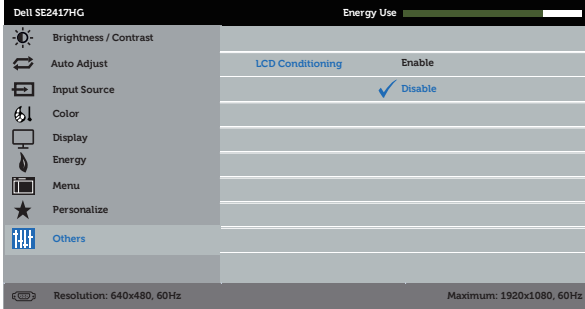 Dell SE2417HG Energy Use
Brightness / Contrast
Auto Adjust LCD Conditioning Enable
Input Source Disable
Color
Display
Energy
Menu
Personalize
Others
Resolution: 640x480, 60Hz Maximum: 1920x1080, 60Hz